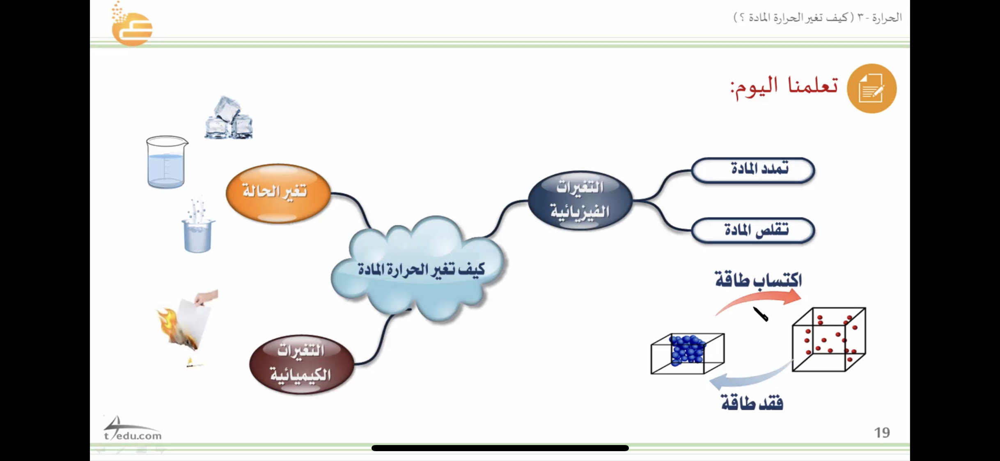 الحرارة - ٣ ( كيف تغير الحرارة المادة ؟ )
تعلمنا اليوم:
تمدد المادة
التغيرات
الفيزيائية
تقلص المادة
تغير الحالة
كيف تغير الحرارة المادة
التغيرات
الكيميائية
اكتساب طاقة
فقد طاقة
t4edu.com
19